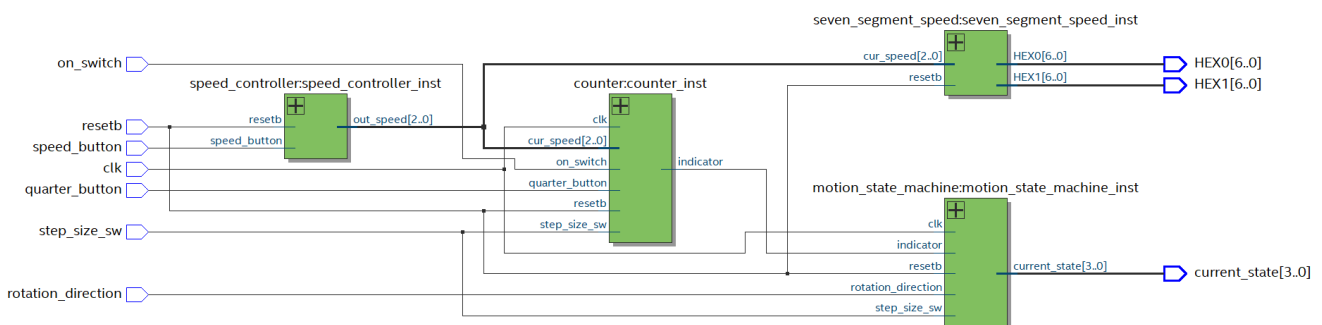 seven_segment_speed:seven_segment_speed_inst
cur_speed[2..0]
resetb
HEX0[6..0]
HEX1[6..0]
HEX0[6..0]
HEX1[6..0]
on_switch
resetb
speed_button
clk
quarter_button
step_size_sw
rotation_direction
speed_controller:speed_controller_inst
resetb
speed_button
out_speed[2..0]
counter:counter_inst
clk
cur_speed[2..0]
on_switch
quarter_button
resetb
step_size_sw
indicator
motion_state_machine:motion_state_machine_inst
clk
indicator
resetb
rotation_direction
step_size_sw
current_state[3..0]
current_state[3..0]